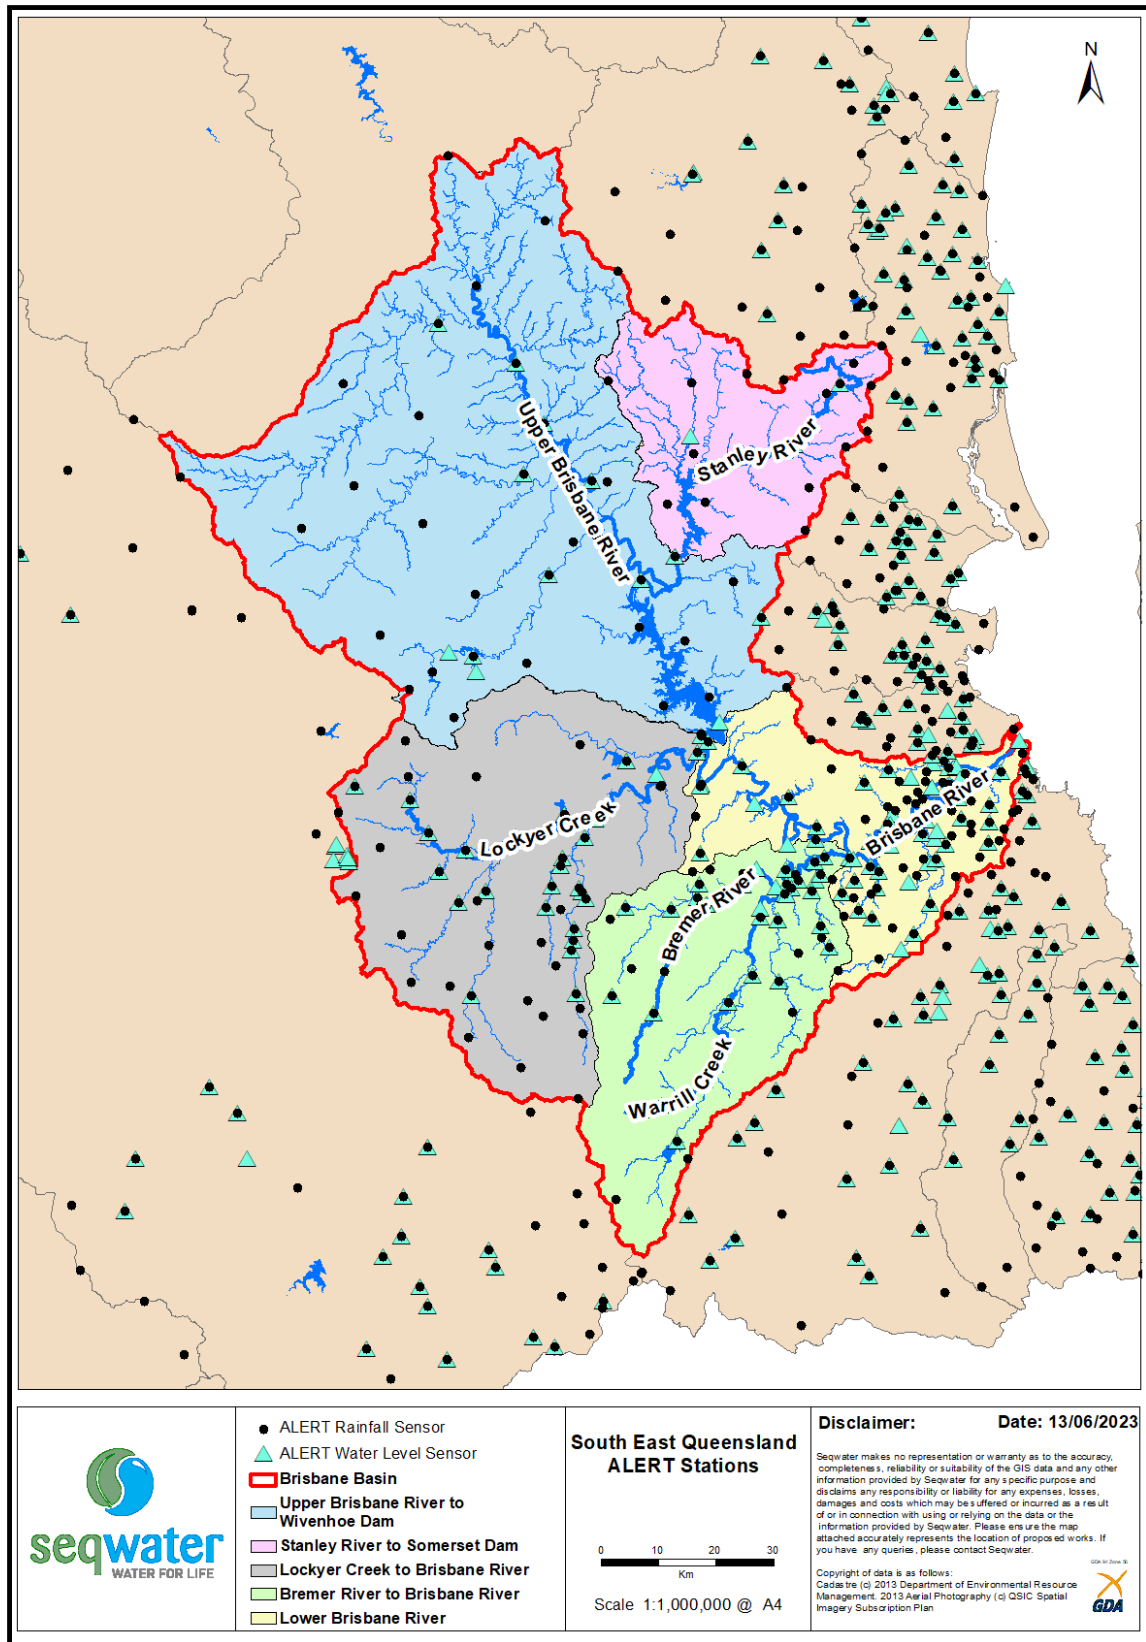 N
Upper Brisbane River
Stanley River
Lockyer Creek
Brisbane River
Bremer River
Warrill Creek
seqwater
WATER FOR LIFE
ALERT Rainfall Sensor
ALERT Water Level Sensor
Brisbane Basin
Upper Brisbane River to
Wivenhoe Dam
Stanley River to Somerset Dam
Lockyer Creek to Brisbane River
Bremer River to Brisbane River
Lower Brisbane River
South East Queensland
ALERT Stations
0 10 20 30
Km
Scale 1:1,000,000 @ A4
Disclaimer: Date: 13/06/2023
Seqwater makes no representation or warranty as to the accuracy,
completeness, reliability or suitability of the GIS data and any other
information provided by Seqwater for any specific purpose and
disclaims any responsibility or liability for any expenses, losses,
damages and costs which may be suffered or incurred as a result
of or in connection with using or relying on the data or the
information provided by Seqwater. Please ensure the map
attached accurately represents the location of proposed works. If
you have any queries, please contact Seqwater.
Copyright of data is as follows:
Cadastre (c) 2013 Department of Environmental Resource
Management. 2013 Aerial Photography (c) QSIC Spatial
Imagery Subscription Plan
GDA 94 Zone 56
GDA